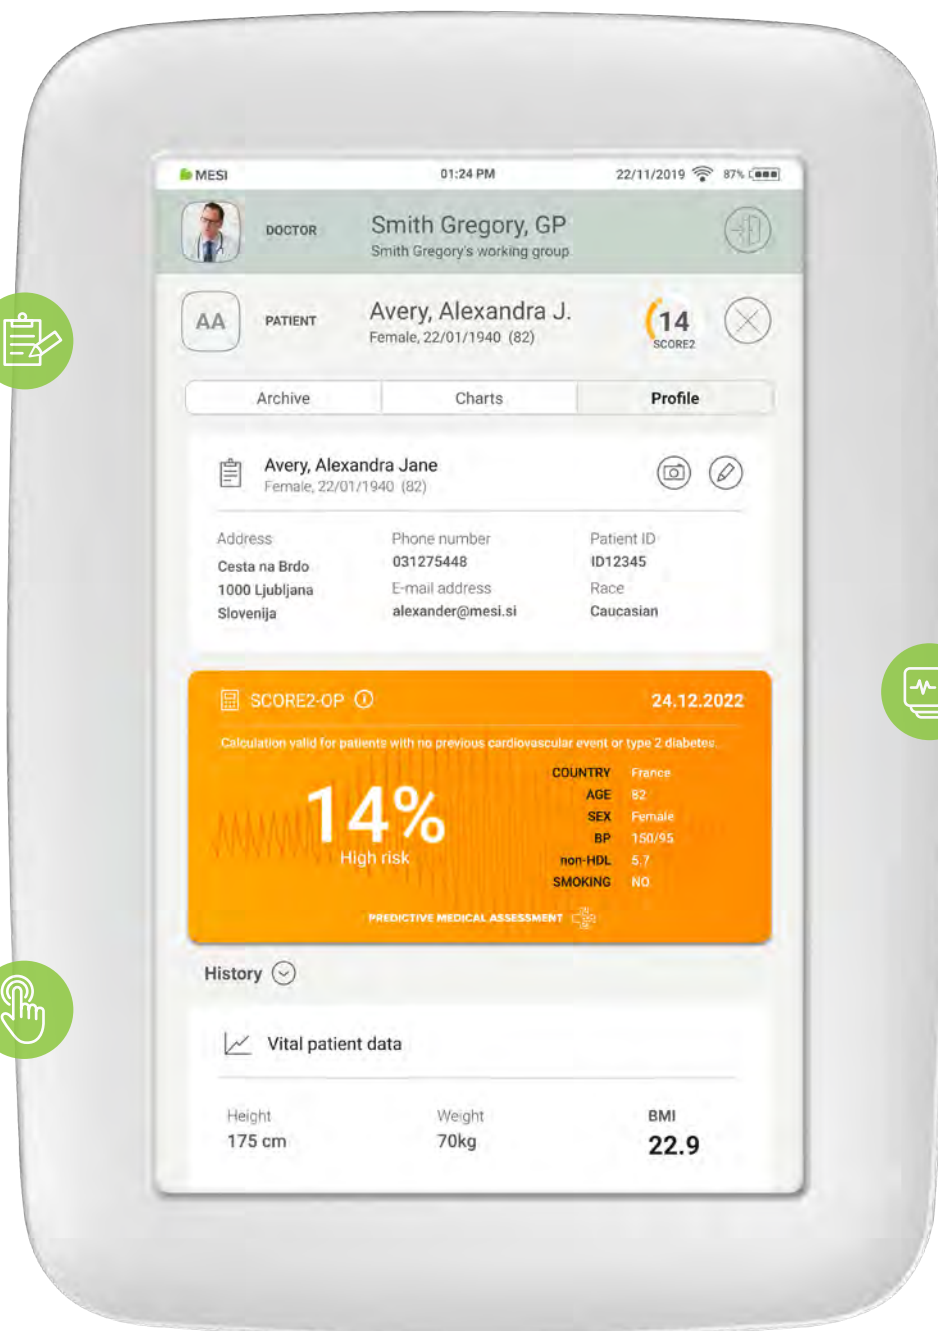 MESI 01:24 PM 22/11/2019 87%
DOCTOR
Smith Gregory, GP
Smith Gregory's working group
AA
PATIENT
Avery, Alexandra J.
Female, 22/01/1940 (82)
14
SCORE2
Archive Charts Profile
Avery, Alexandra Jane
Female, 22/01/1940 (82)
Address
Cesta na Brdo
1000 Ljubljana
Slovenija
Phone number
031275448
E-mail address
alexander@mesi.si
Patient ID
ID12345
Race
Caucasian
SCORE2-OP 24.12.2022
Calculation valid for patients with no previous cardiovascular event or type 2 diabetes.
14%
High risk
COUNTRY France
AGE 82
SEX Female
BP 150/95
non-HDL 5.7
SMOKING NO
PREDICTIVE MEDICAL ASSESSMENT
History
Vital patient data
Height
175 cm
Weight
70kg
BMI
22.9